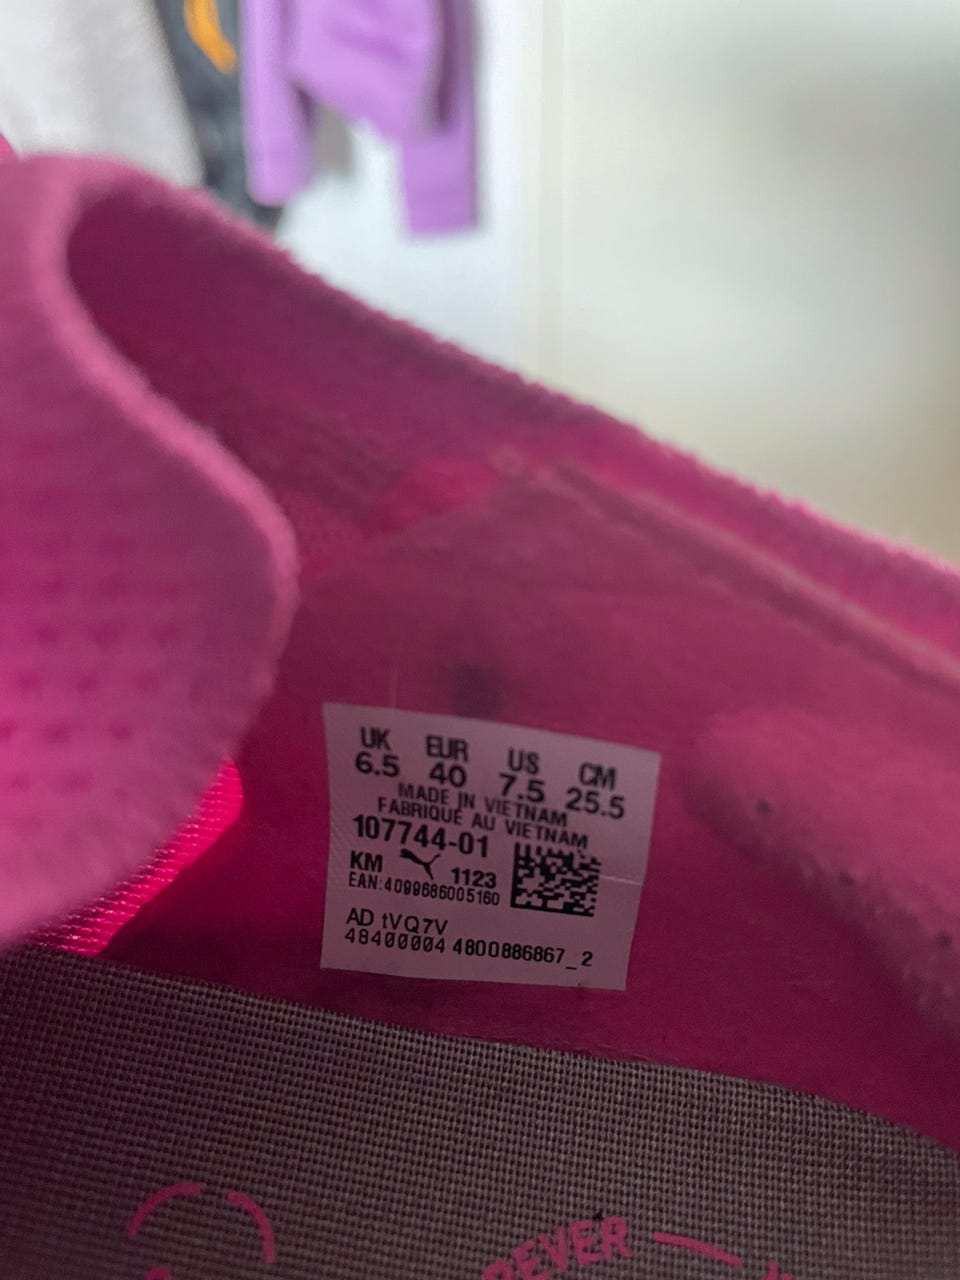 UK EUR US CM
6.5 40 7.5 25.5
MADE IN VIETNAM
FABRIQUÉ AU VIETNAM
107744-01
KM 1123
EAN:4099686005160
AD tVQ7V
48400004 4800886867_2